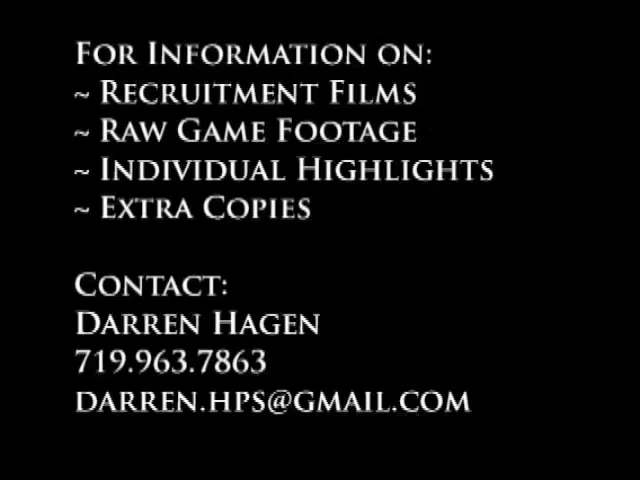 For Information on:
~ Recruitment Films
~ Raw Game Footage
~ Individual Highlights
~ Extra Copies
Contact:
Darren Hagen
719.963.7863
darren.hps@gmail.com